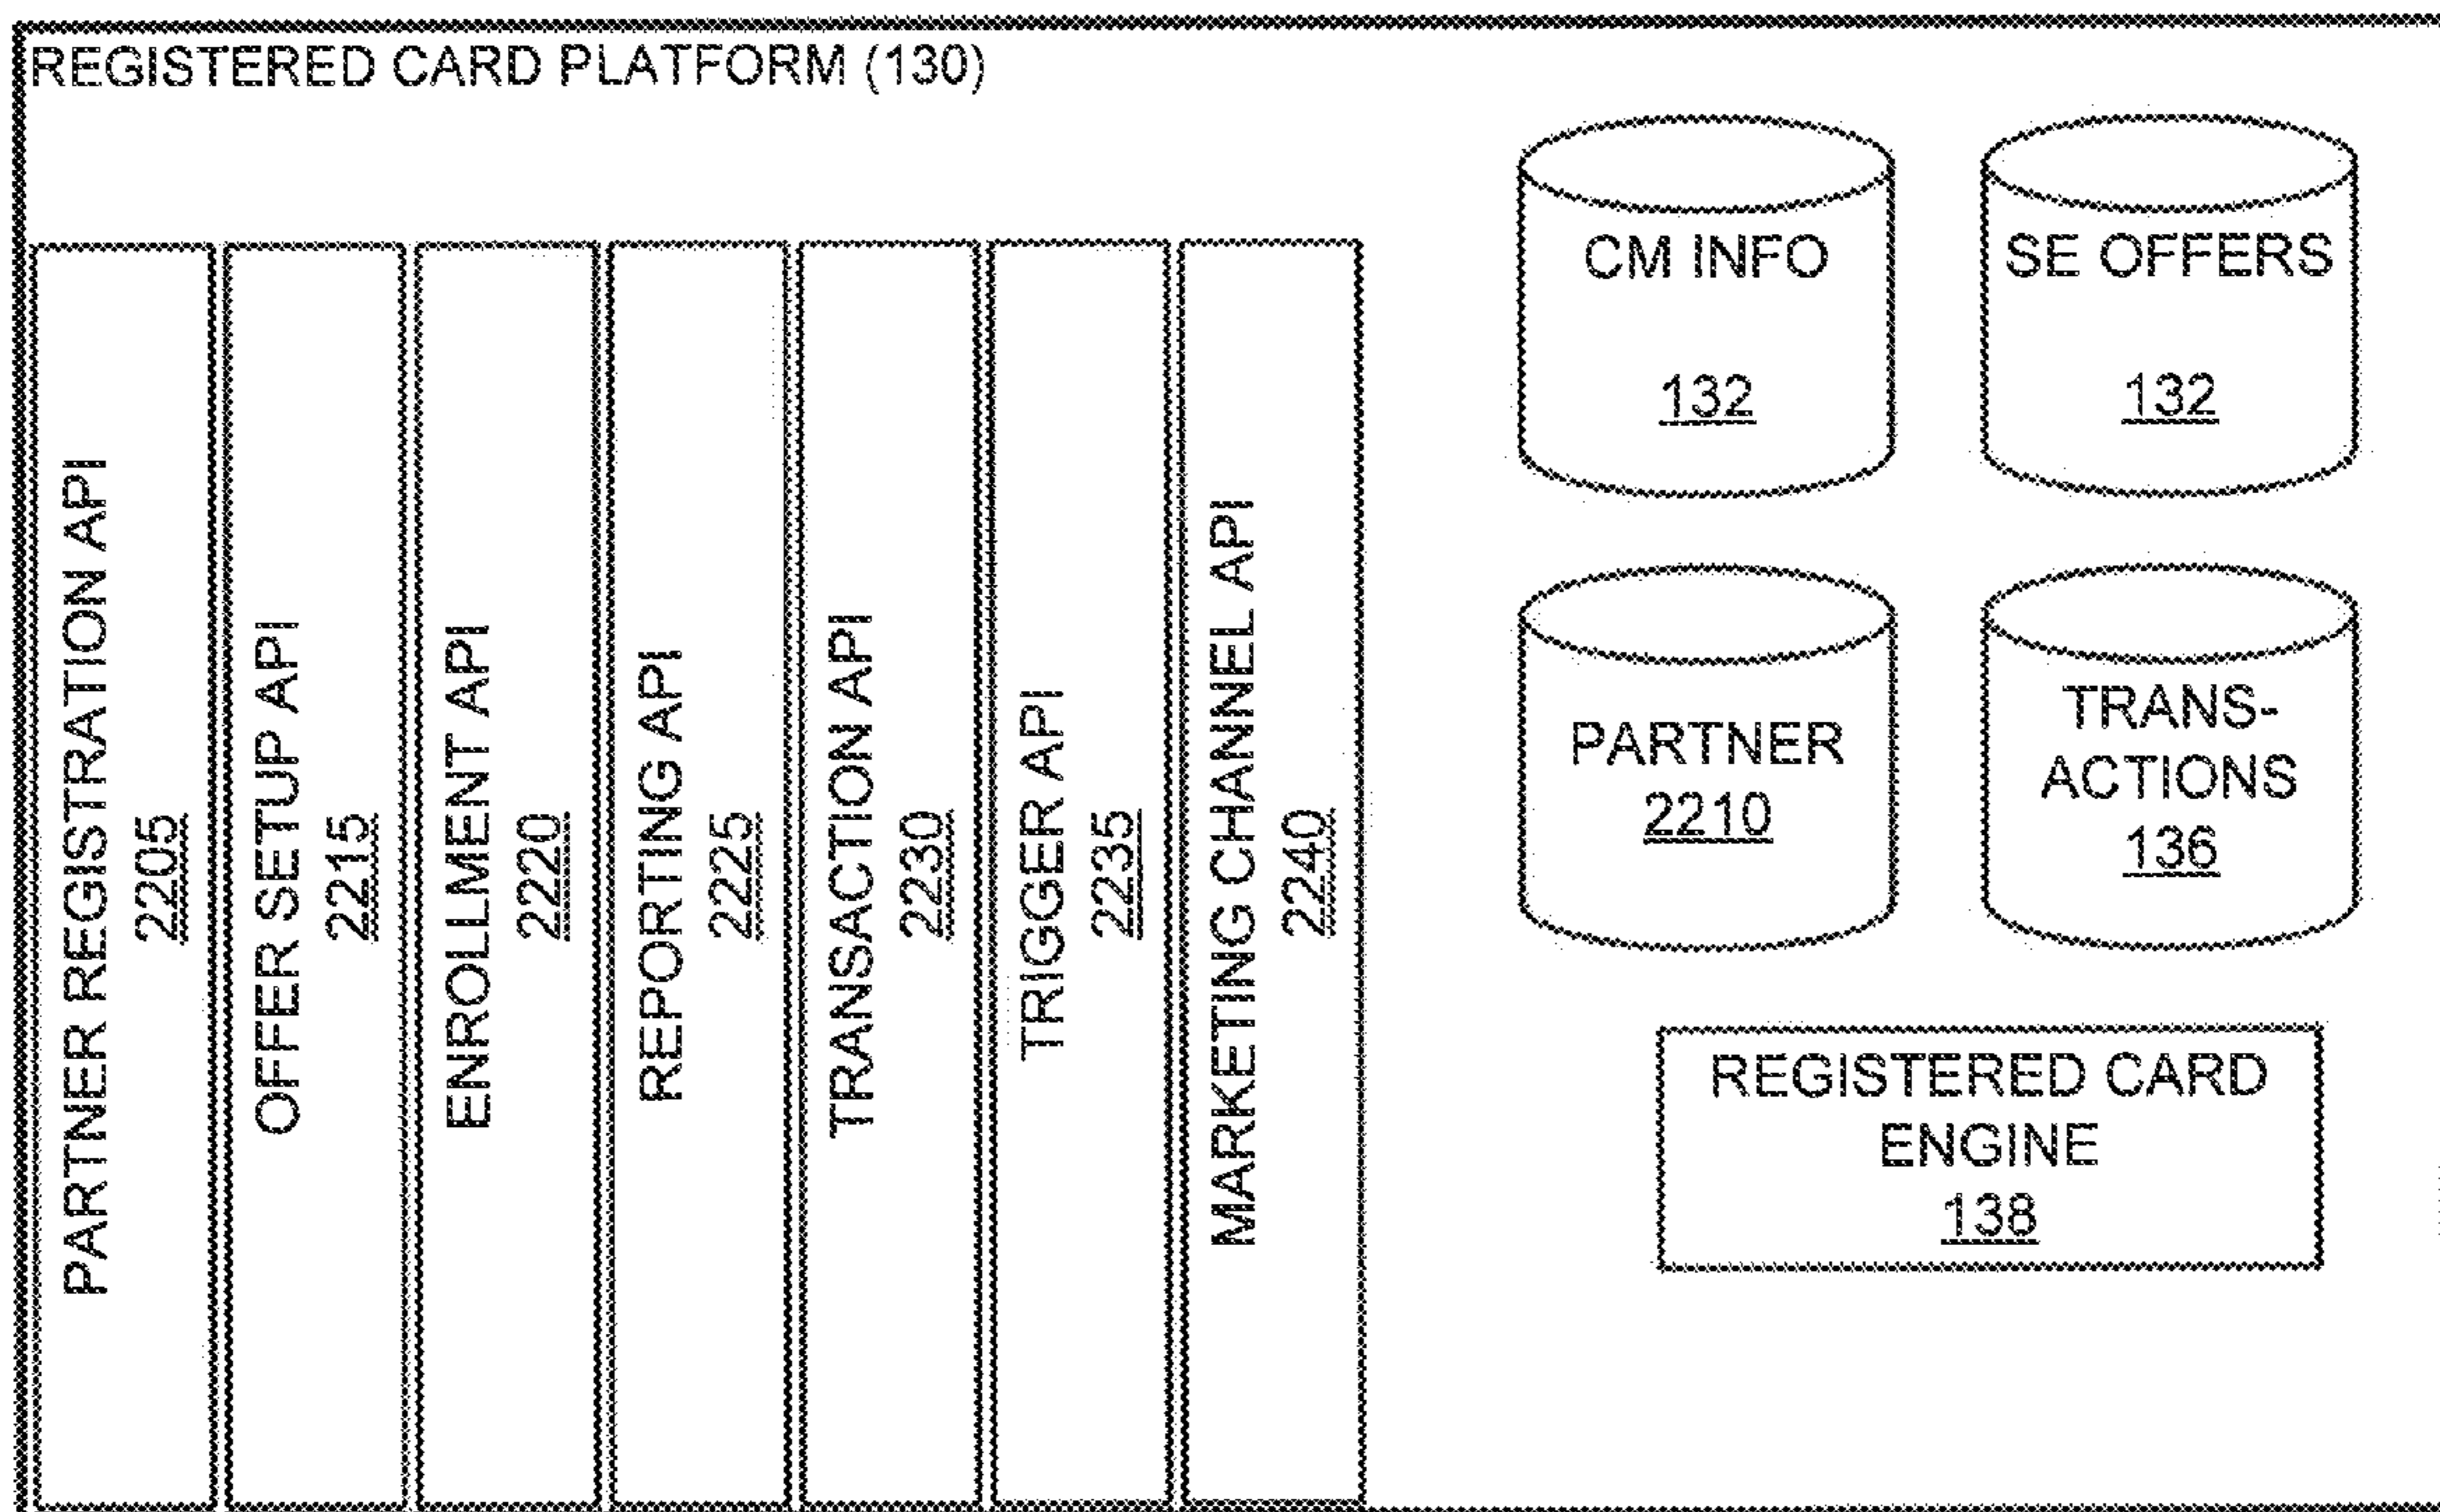 REGISTERED CARD PLATFORM (130)
PARTNER REGISTRATION API
2205
OFFER SETUP API
2215
ENROLLMENT API
2220
REPORTING API
2225
TRANSACTION API
2230
TRIGGER API
2235
MARKETING CHANNEL API
2240
CM INFO
132
SE OFFERS
132
PARTNER
2210
TRANS-
ACTIONS
136
REGISTERED CARD
ENGINE
138